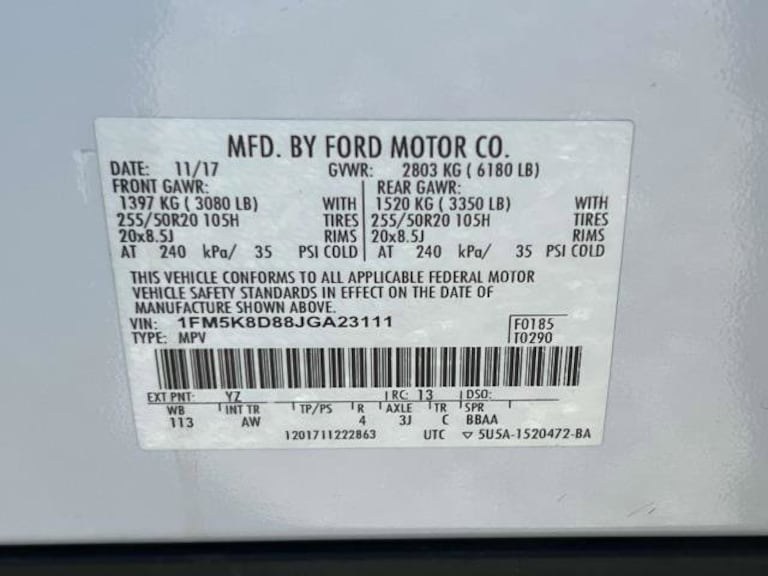 MFD. BY FORD MOTOR CO.
DATE: 11/17 GVWR: 2803 KG ( 6180 LB)
FRONT GAWR: REAR GAWR:
1397 KG ( 3080 LB) WITH 1520 KG ( 3350 LB) WITH
255/50R20 105H TIRES 255/50R20 105H TIRES
20x8.5J RIMS 20x8.5J RIMS
AT 240 kPa/ 35 PSI COLD AT 240 kPa/ 35 PSI COLD
THIS VEHICLE CONFORMS TO ALL APPLICABLE FEDERAL MOTOR
VEHICLE SAFETY STANDARDS IN EFFECT ON THE DATE OF
MANUFACTURE SHOWN ABOVE.
VIN: 1FM5K8D88JGA23111 F0185
TYPE: MPV T0290
EXT PNT: YZ RC: 13 DSO:
WB INT TR TP/PS R AXLE TR SPR
113 AW 4 3J C BBAA
1201711222863 UTC ▽ 5U5A-1520472-BA